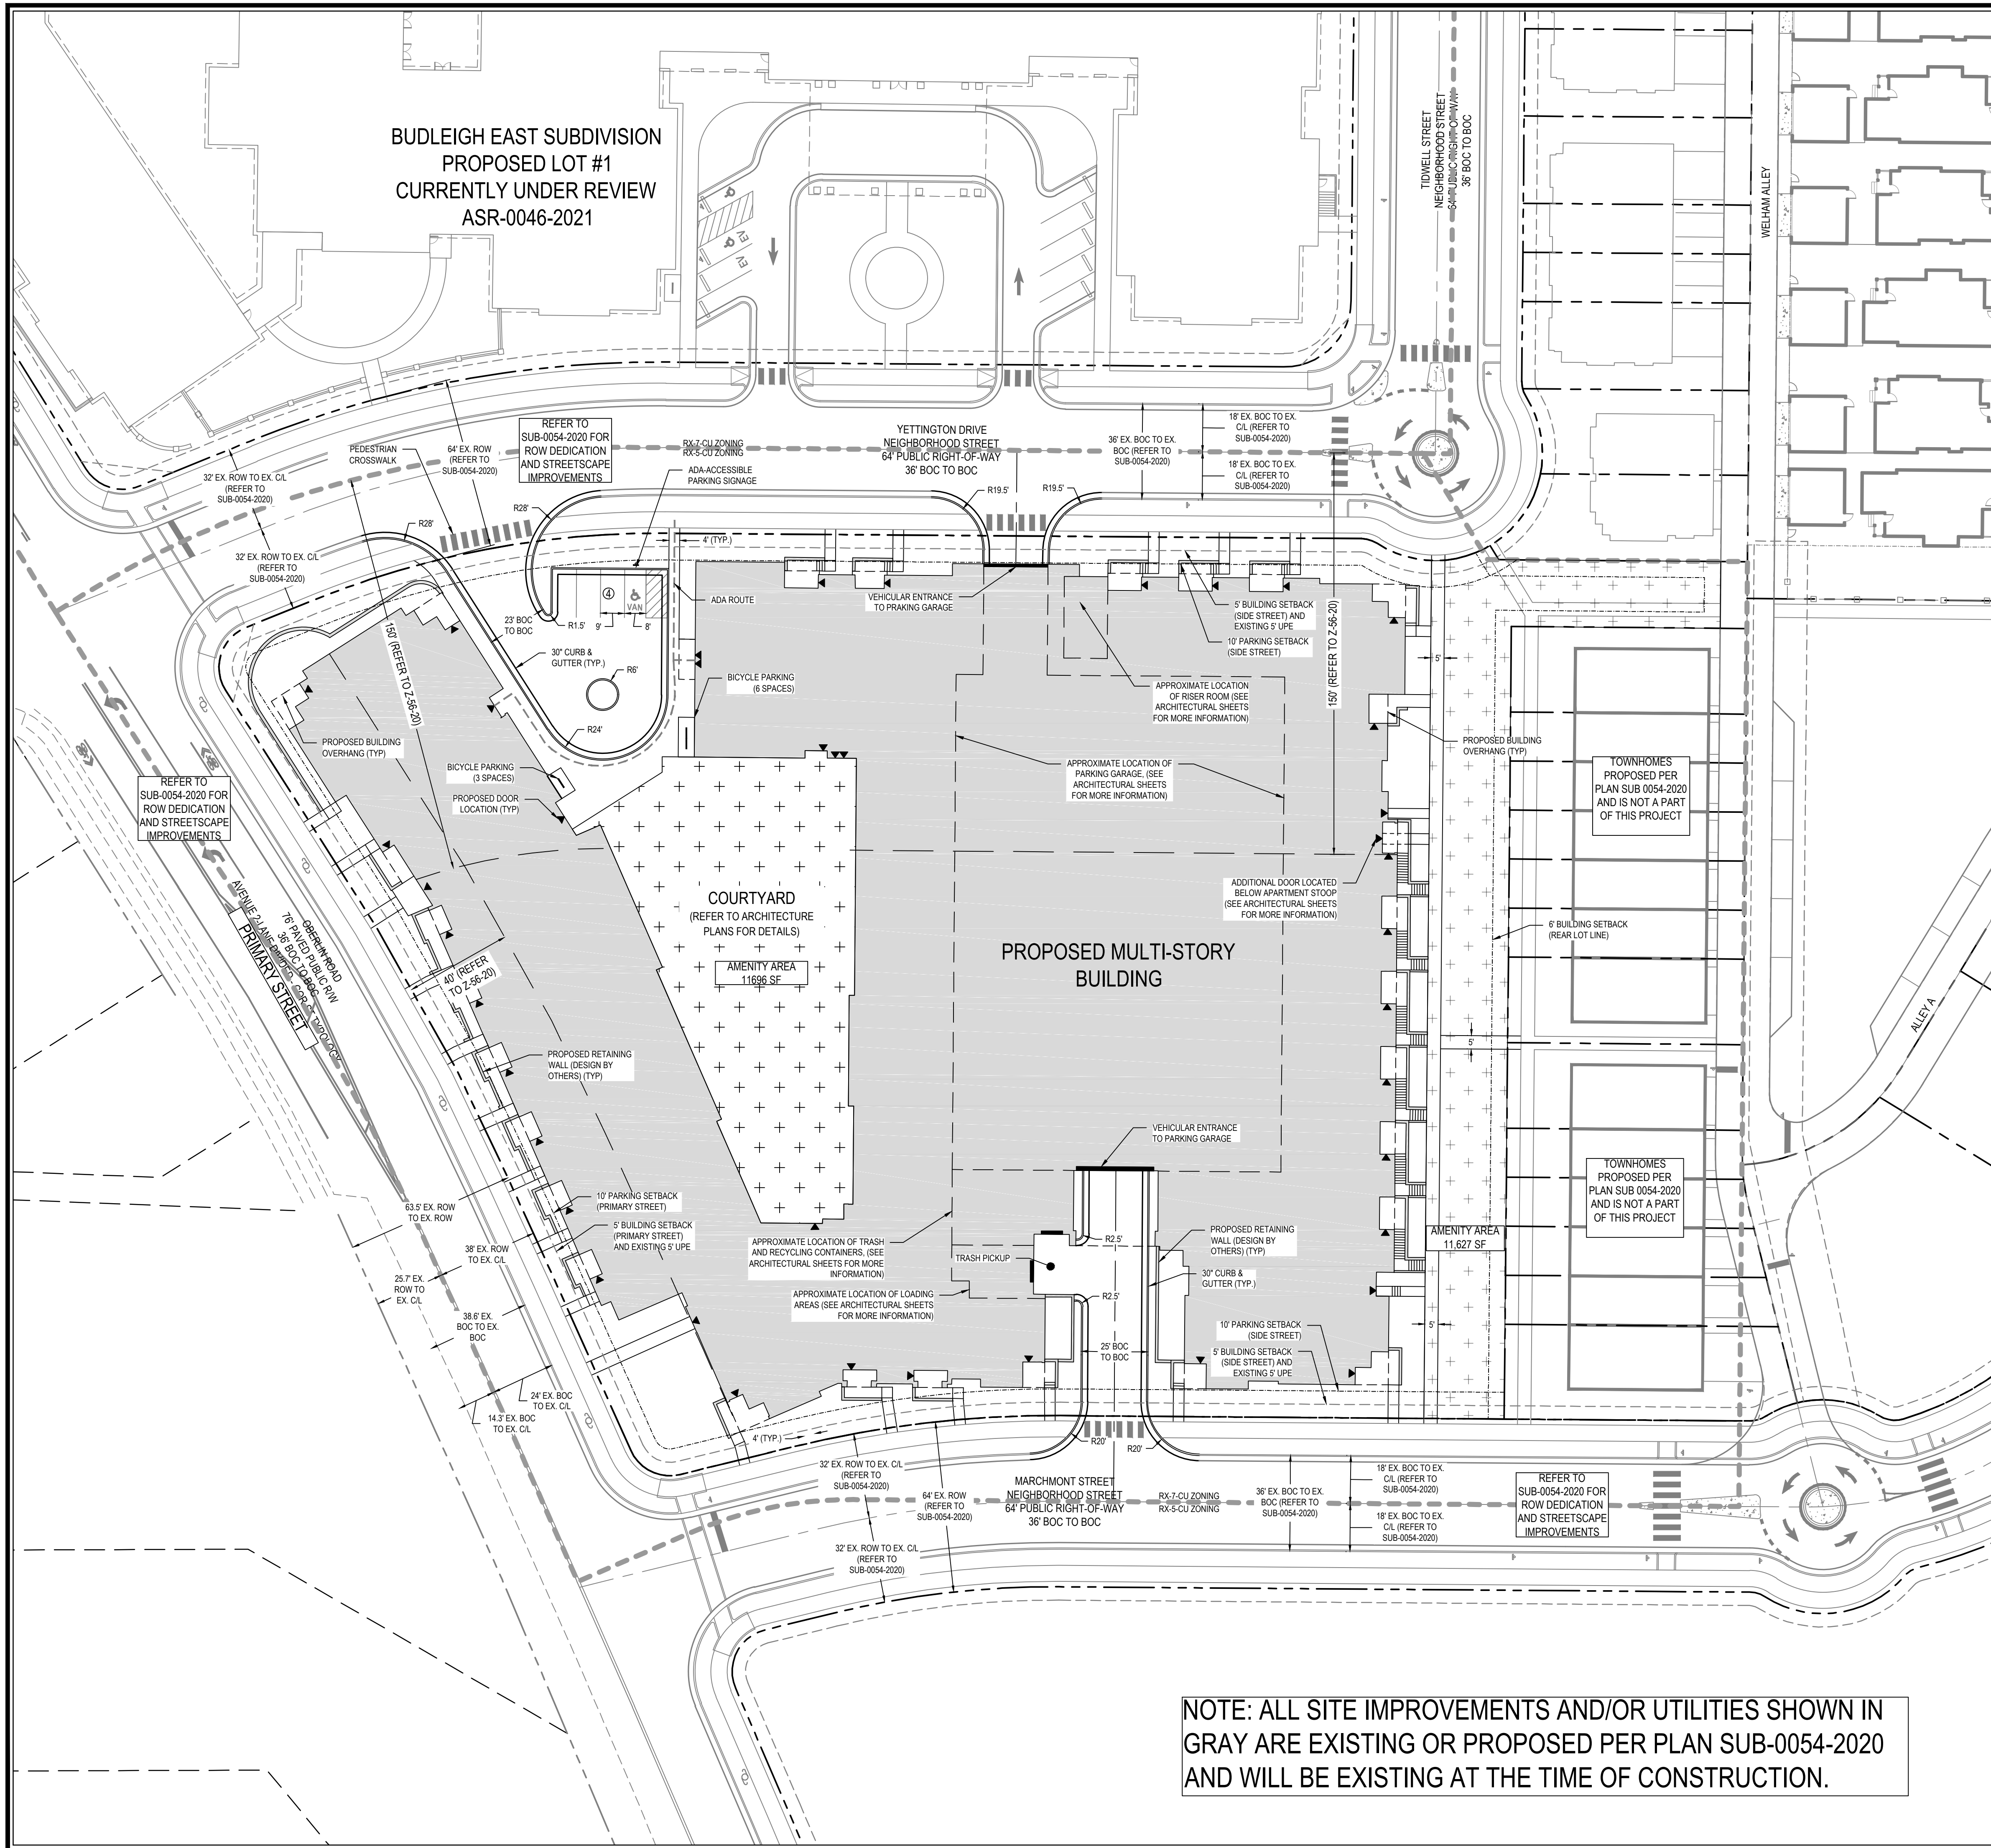 BUDLEIGH EAST SUBDIVISION
PROPOSED LOT #1
CURRENTLY UNDER REVIEW
ASR-0046-2021
EV
EV
TIDWELL STREET
NEIGHBORHOOD STREET
64' PUBLIC RIGHT-OF-WAY
36' BOC TO BOC
WELHAM ALLEY
REFER TO
SUB-0054-2020 FOR
ROW DEDICATION
AND STREETSCAPE
IMPROVEMENTS
PEDESTRIAN
CROSSWALK
64' EX. ROW
(REFER TO
SUB-0054-2020)
RX-7-CU ZONING
RX-5-CU ZONING
ADA-ACCESSIBLE
PARKING SIGNAGE
YETTINGTON DRIVE
NEIGHBORHOOD STREET
64' PUBLIC RIGHT-OF-WAY
36' BOC TO BOC
36' EX. BOC TO EX.
BOC (REFER TO
SUB-0054-2020)
18' EX. BOC TO EX.
C/L (REFER TO
SUB-0054-2020)
18' EX. BOC TO EX.
C/L (REFER TO
SUB-0054-2020)
32' EX. ROW TO EX. C/L
(REFER TO
SUB-0054-2020)
32' EX. ROW TO EX. C/L
(REFER TO
SUB-0054-2020)
R28'
R28'
R19.5'
R19.5'
4' (TYP.)
ADA ROUTE
4
VAN
9'
8'
R1.5'
23' BOC
TO BOC
30" CURB &
GUTTER (TYP.)
R6'
R24'
VEHICULAR ENTRANCE
TO PRAKING GARAGE
5' BUILDING SETBACK
(SIDE STREET) AND
EXISTING 5' UPE
10' PARKING SETBACK
(SIDE STREET)
150' (REFER TO Z-56-20)
150' (REFER TO Z-56-20)
5'
BICYCLE PARKING
(6 SPACES)
APPROXIMATE LOCATION
OF RISER ROOM (SEE
ARCHITECTURAL SHEETS
FOR MORE INFORMATION)
PROPOSED BUILDING
OVERHANG (TYP)
PROPOSED BUILDING
OVERHANG (TYP)
BICYCLE PARKING
(3 SPACES)
PROPOSED DOOR
LOCATION (TYP)
APPROXIMATE LOCATION OF
PARKING GARAGE, (SEE
ARCHITECTURAL SHEETS
FOR MORE INFORMATION)
TOWNHOMES
PROPOSED PER
PLAN SUB 0054-2020
AND IS NOT A PART
OF THIS PROJECT
REFER TO
SUB-0054-2020 FOR
ROW DEDICATION
AND STREETSCAPE
IMPROVEMENTS
COURTYARD
(REFER TO ARCHITECTURE
PLANS FOR DETAILS)
AMENITY AREA
11696 SF
ADDITIONAL DOOR LOCATED
BELOW APARTMENT STOOP
(SEE ARCHITECTURAL SHEETS
FOR MORE INFORMATION)
6' BUILDING SETBACK
(REAR LOT LINE)
PROPOSED MULTI-STORY
BUILDING
OBERLIN ROAD
76' PAVED PUBLIC R/W
36' BOC TO BOC
AVENUE 2-LANE DIVIDED
TYPOLOGY
PRIMARY STREET
40' (REFER
TO Z-56-20)
ALLEY A
5'
PROPOSED RETAINING
WALL (DESIGN BY
OTHERS) (TYP)
VEHICULAR ENTRANCE
TO PARKING GARAGE
TOWNHOMES
PROPOSED PER
PLAN SUB 0054-2020
AND IS NOT A PART
OF THIS PROJECT
63.5' EX. ROW
TO EX. ROW
10' PARKING SETBACK
(PRIMARY STREET)
5' BUILDING SETBACK
(PRIMARY STREET)
AND EXISTING 5' UPE
38' EX. ROW
TO EX. C/L
25.7' EX.
ROW TO
EX. C/L
38.6' EX.
BOC TO EX.
BOC
24' EX. BOC
TO EX. C/L
14.3' EX. BOC
TO EX. C/L
APPROXIMATE LOCATION OF TRASH
AND RECYCLING CONTAINERS, (SEE
ARCHITECTURAL SHEETS FOR MORE
INFORMATION)
TRASH PICKUP
R2.5'
PROPOSED RETAINING
WALL (DESIGN BY
OTHERS) (TYP)
AMENITY AREA
11,627 SF
30" CURB &
GUTTER (TYP.)
APPROXIMATE LOCATION OF LOADING
AREAS (SEE ARCHITECTURAL SHEETS
FOR MORE INFORMATION)
R2.5'
25' BOC
TO BOC
10' PARKING SETBACK
(SIDE STREET)
5' BUILDING SETBACK
(SIDE STREET) AND
EXISTING 5' UPE
5'
4' (TYP.)
R20'
R20'
32' EX. ROW TO EX. C/L
(REFER TO
SUB-0054-2020)
64' EX. ROW
(REFER TO
SUB-0054-2020)
MARCHMONT STREET
NEIGHBORHOOD STREET
64' PUBLIC RIGHT-OF-WAY
36' BOC TO BOC
RX-7-CU ZONING
RX-5-CU ZONING
36' EX. BOC TO EX.
BOC (REFER TO
SUB-0054-2020)
18' EX. BOC TO EX.
C/L (REFER TO
SUB-0054-2020)
18' EX. BOC TO EX.
C/L (REFER TO
SUB-0054-2020)
REFER TO
SUB-0054-2020 FOR
ROW DEDICATION
AND STREETSCAPE
IMPROVEMENTS
32' EX. ROW TO EX. C/L
(REFER TO
SUB-0054-2020)
NOTE: ALL SITE IMPROVEMENTS AND/OR UTILITIES SHOWN IN
GRAY ARE EXISTING OR PROPOSED PER PLAN SUB-0054-2020
AND WILL BE EXISTING AT THE TIME OF CONSTRUCTION.